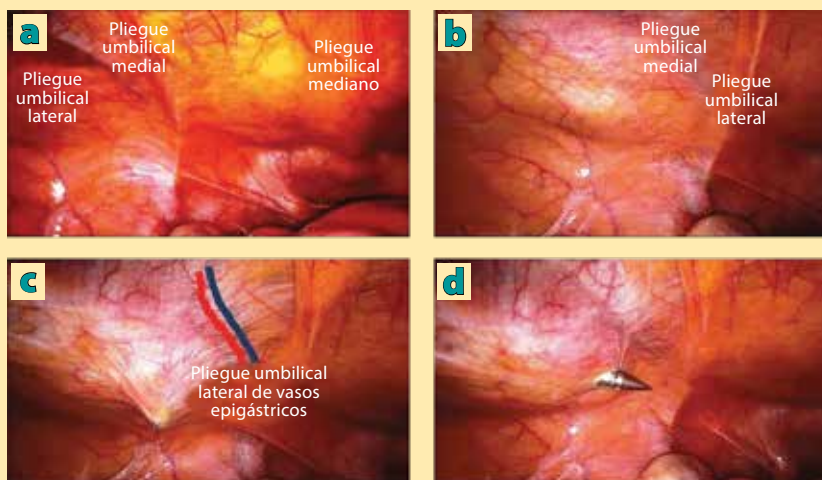 a
Pliegue
umbilical
lateral
Pliegue
umbilical
medial
Pliegue
umbilical
mediano
b
Pliegue
umbilical
medial
Pliegue
umbilical
lateral
c
Pliegue umbilical
lateral de vasos
epigástricos
d